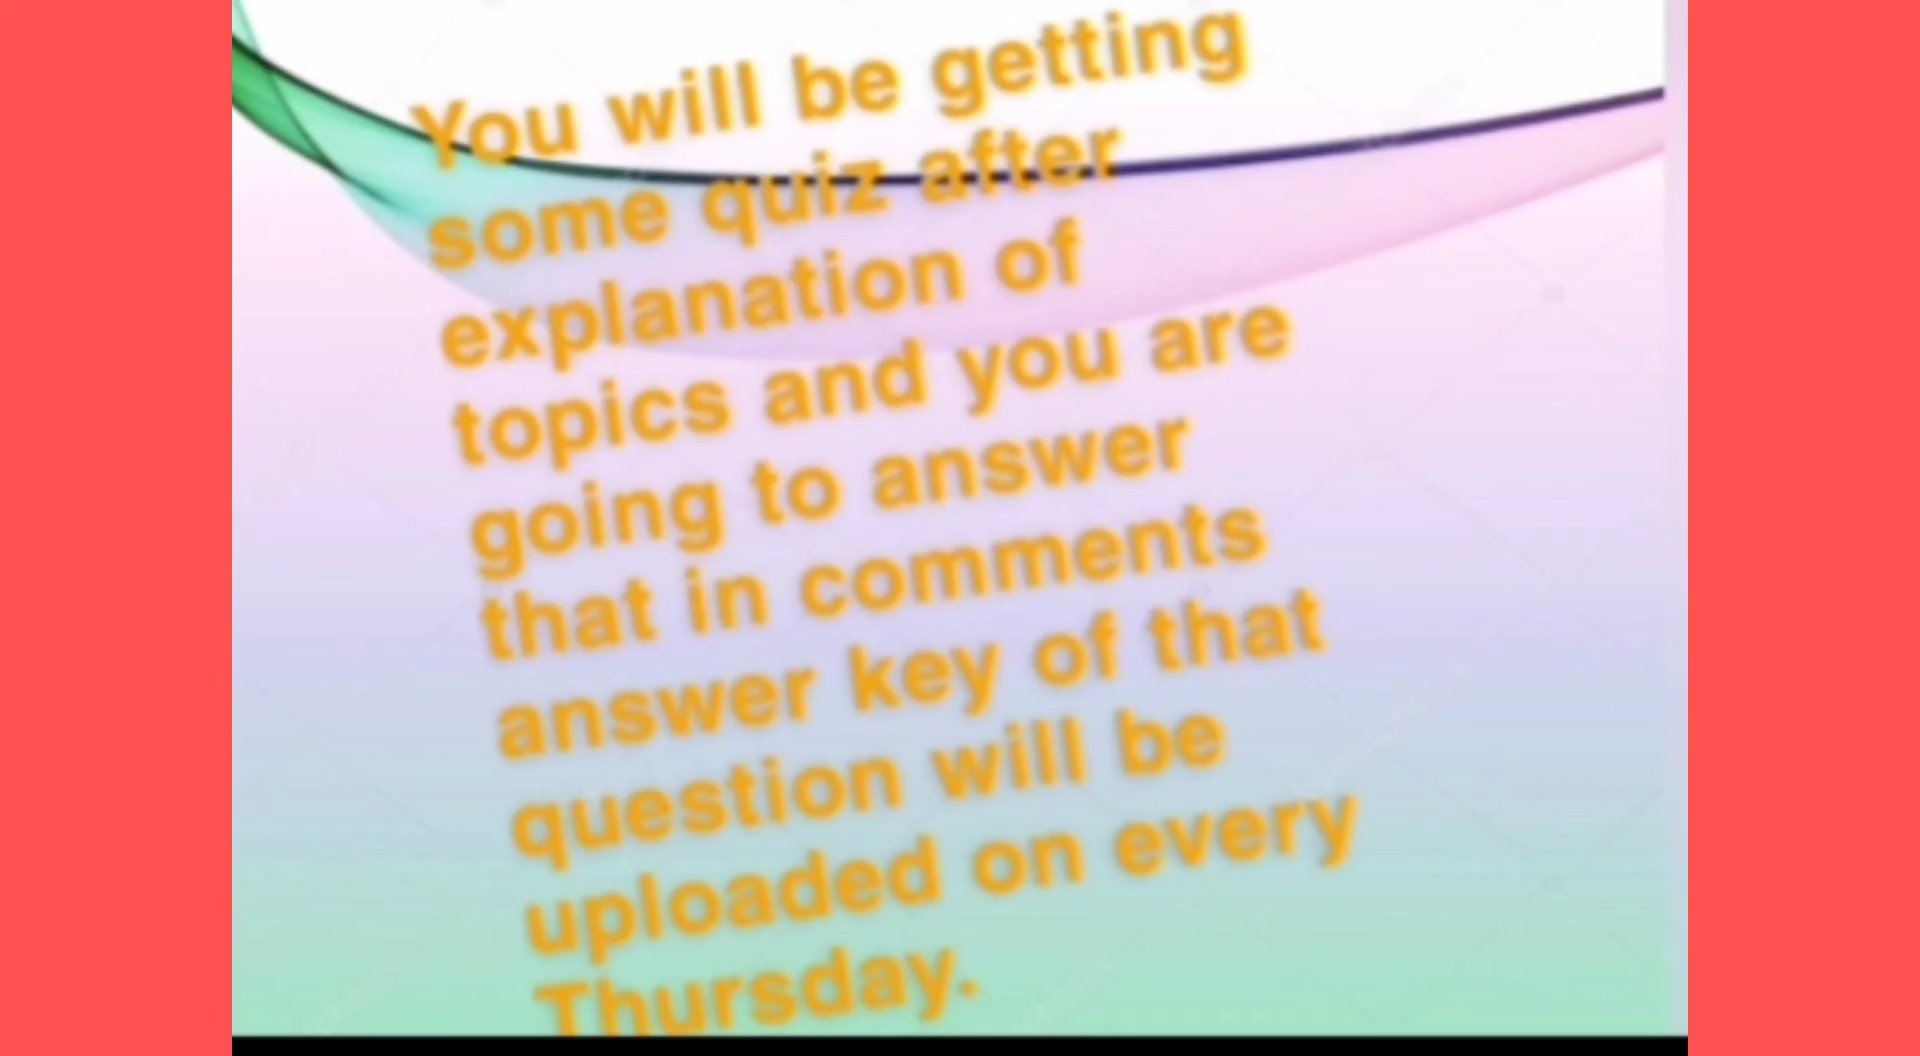 You will be getting
some quiz after
explanation of
topics and you are
going to answer
that in comments
answer key of that
question will be
uploaded on every
Thursday.